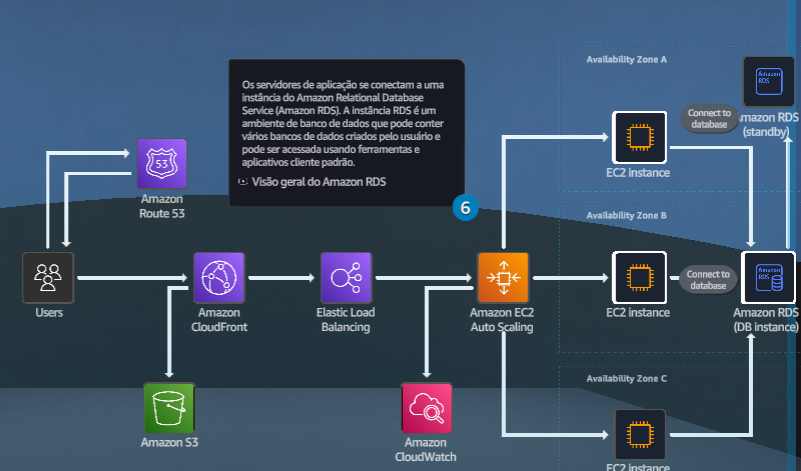 Availability Zone A
Os servidores de aplicação se conectam a uma
instância do Amazon Relational Database
Service (Amazon RDS). A instância RDS é um
ambiente de banco de dados que pode conter
vários bancos de dados criados pelo usuário e
pode ser acessada usando ferramentas e
aplicativos cliente padrão.
Visão geral do Amazon RDS
6
Amazon
RDS
Connect to
database
mazon RDS
(standby)
EC2 instance
53
Amazon
Route 53
Availability Zone B
Users
Amazon
CloudFront
Elastic Load
Balancing
Amazon EC2
Auto Scaling
EC2 instance
Connect to
database
Amazon
RDS
Amazon RDS
(DB instance)
Availability Zone C
Amazon S3
Amazon
CloudWatch
EC2 instance